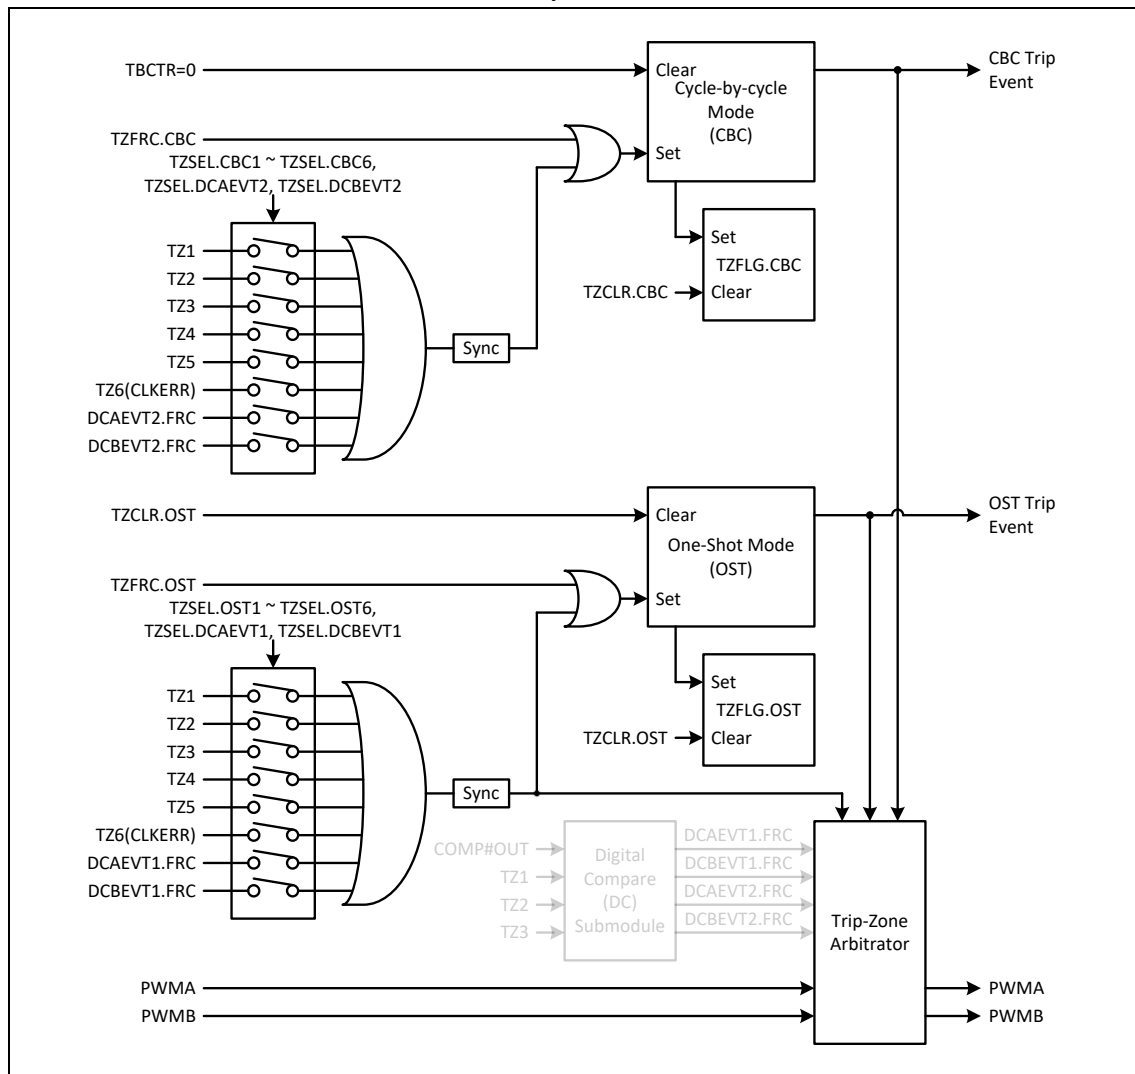 TBCTR=0
Clear
Cycle-by-cycle
Mode
(CBC)
Set
CBC Trip
Event
TZFRC.CBC
TZSEL.CBC1 ~ TZSEL.CBC6,
TZSEL.DCAEVT2, TZSEL.DCBEVT2
Set
TZFLG.CBC
TZCLR.CBC
Clear
TZ1
TZ2
TZ3
TZ4
TZ5
TZ6(CLKERR)
DCAEVT2.FRC
DCBEVT2.FRC
Sync
TZCLR.OST
Clear
One-Shot Mode
(OST)
Set
OST Trip
Event
TZFRC.OST
TZSEL.OST1 ~ TZSEL.OST6,
TZSEL.DCAEVT1, TZSEL.DCBEVT1
Set
TZFLG.OST
TZCLR.OST
Clear
TZ1
TZ2
TZ3
TZ4
TZ5
TZ6(CLKERR)
DCAEVT1.FRC
DCBEVT1.FRC
Sync
COMP#OUT
TZ1
TZ2
TZ3
Digital
Compare
(DC)
Submodule
DCAEVT1.FRC
DCBEVT1.FRC
DCAEVT2.FRC
DCBEVT2.FRC
Trip-Zone
Arbitrator
PWMA
PWMB
PWMA
PWMB